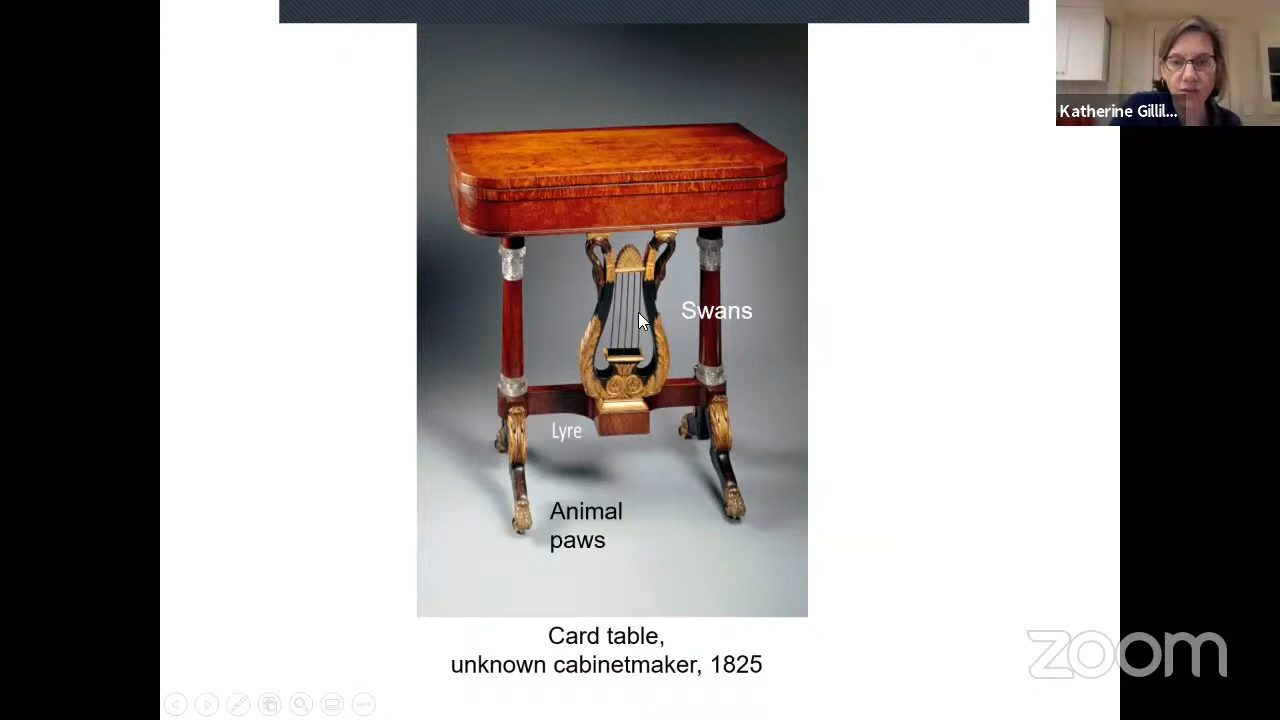 Katherine Gillil...
Swans
Lyre
Animal
paws
Card table,
unknown cabinetmaker, 1825
zoom